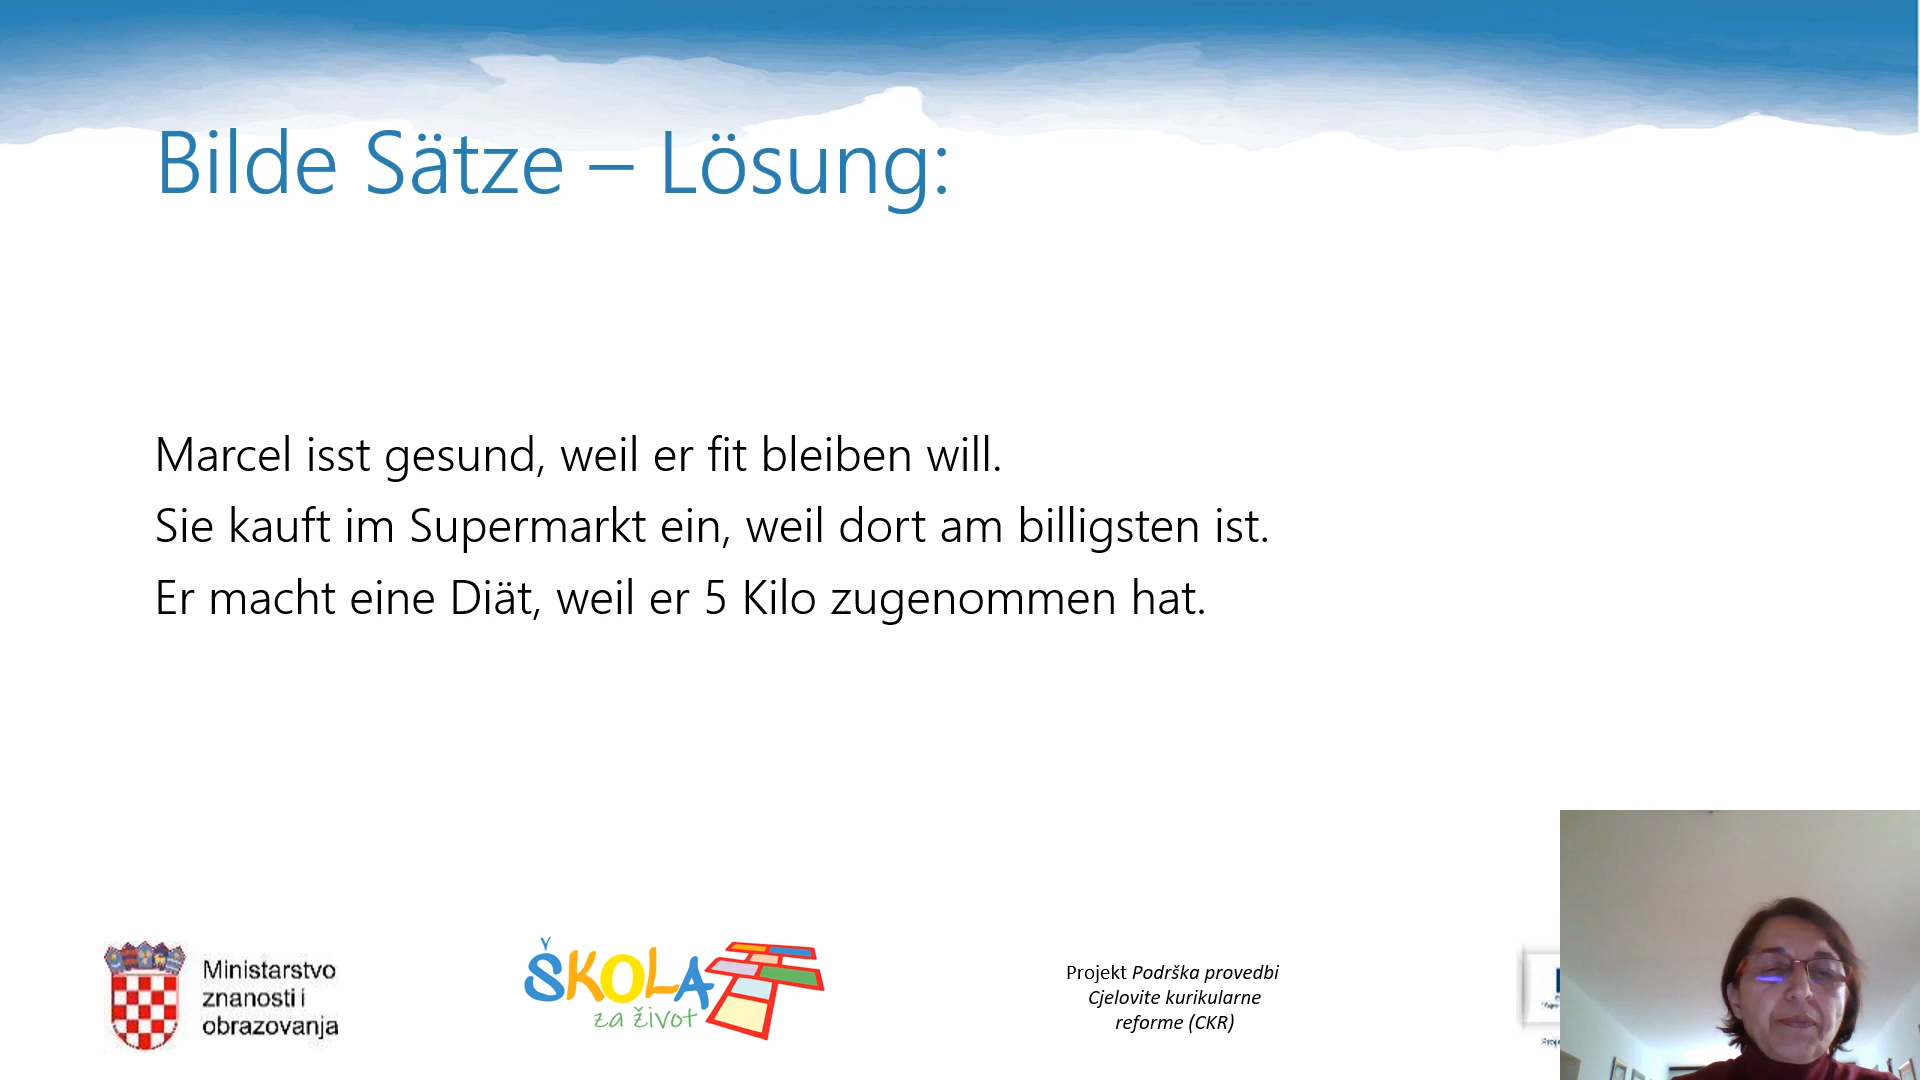 Bilde Sätze – Lösung:
Marcel isst gesund, weil er fit bleiben will.
Sie kauft im Supermarkt ein, weil dort am billigsten ist.
Er macht eine Diät, weil er 5 Kilo zugenommen hat.
Ministarstvo
znanosti i
obrazovanja
ŠKOLA
za život
Projekt Podrška provedbi
Cjelovite kurikularne
reforme (CKR)